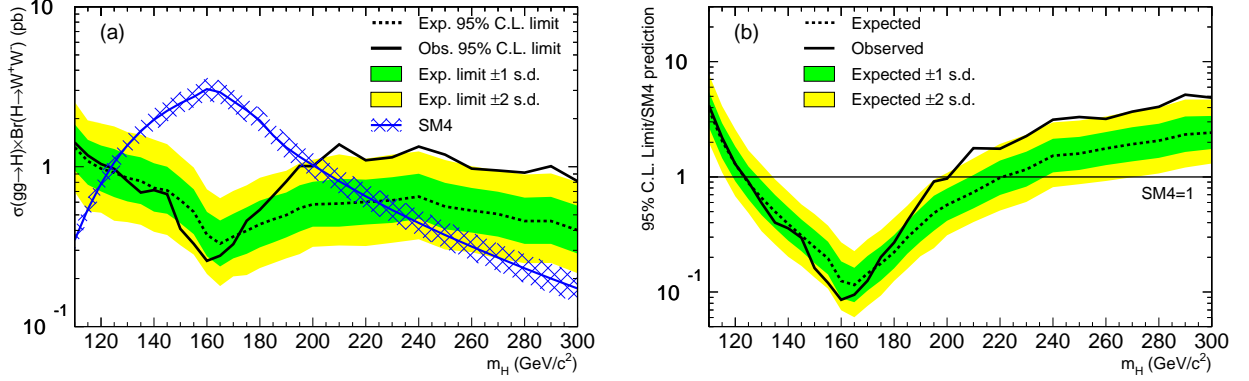 σ(gg→H)×Br(H→W⁺W⁻) (pb)
(a)
Exp. 95% C.L. limit
Obs. 95% C.L. limit
Exp. limit ±1 s.d.
Exp. limit ±2 s.d.
SM4
10
1
10⁻¹
120 140 160 180 200 220 240 260 280 300
m_H (GeV/c²)
95% C.L. Limit/SM4 prediction
(b)
Expected
Observed
Expected ±1 s.d.
Expected ±2 s.d.
10
1
10⁻¹
SM4=1
120 140 160 180 200 220 240 260 280 300
m_H (GeV/c²)